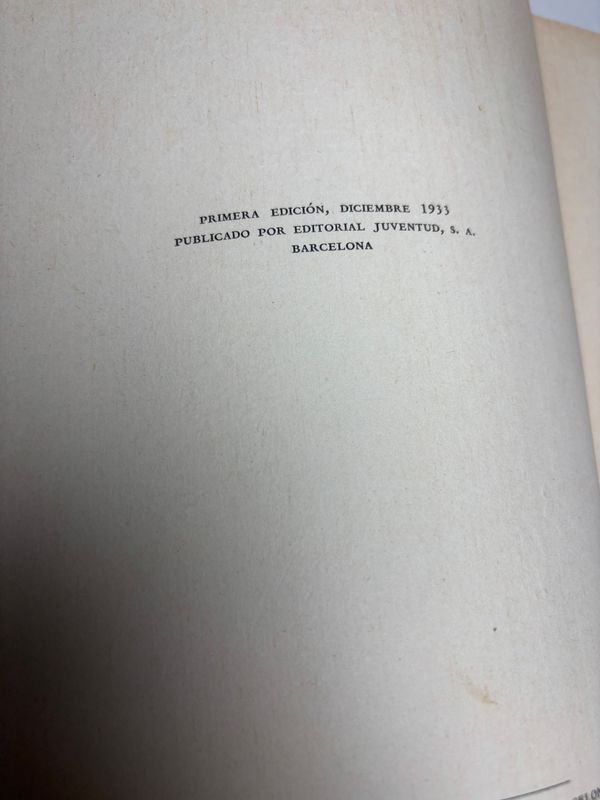 PRIMERA EDICIÓN, DICIEMBRE 1933
PUBLICADO POR EDITORIAL JUVENTUD, S. A.
BARCELONA